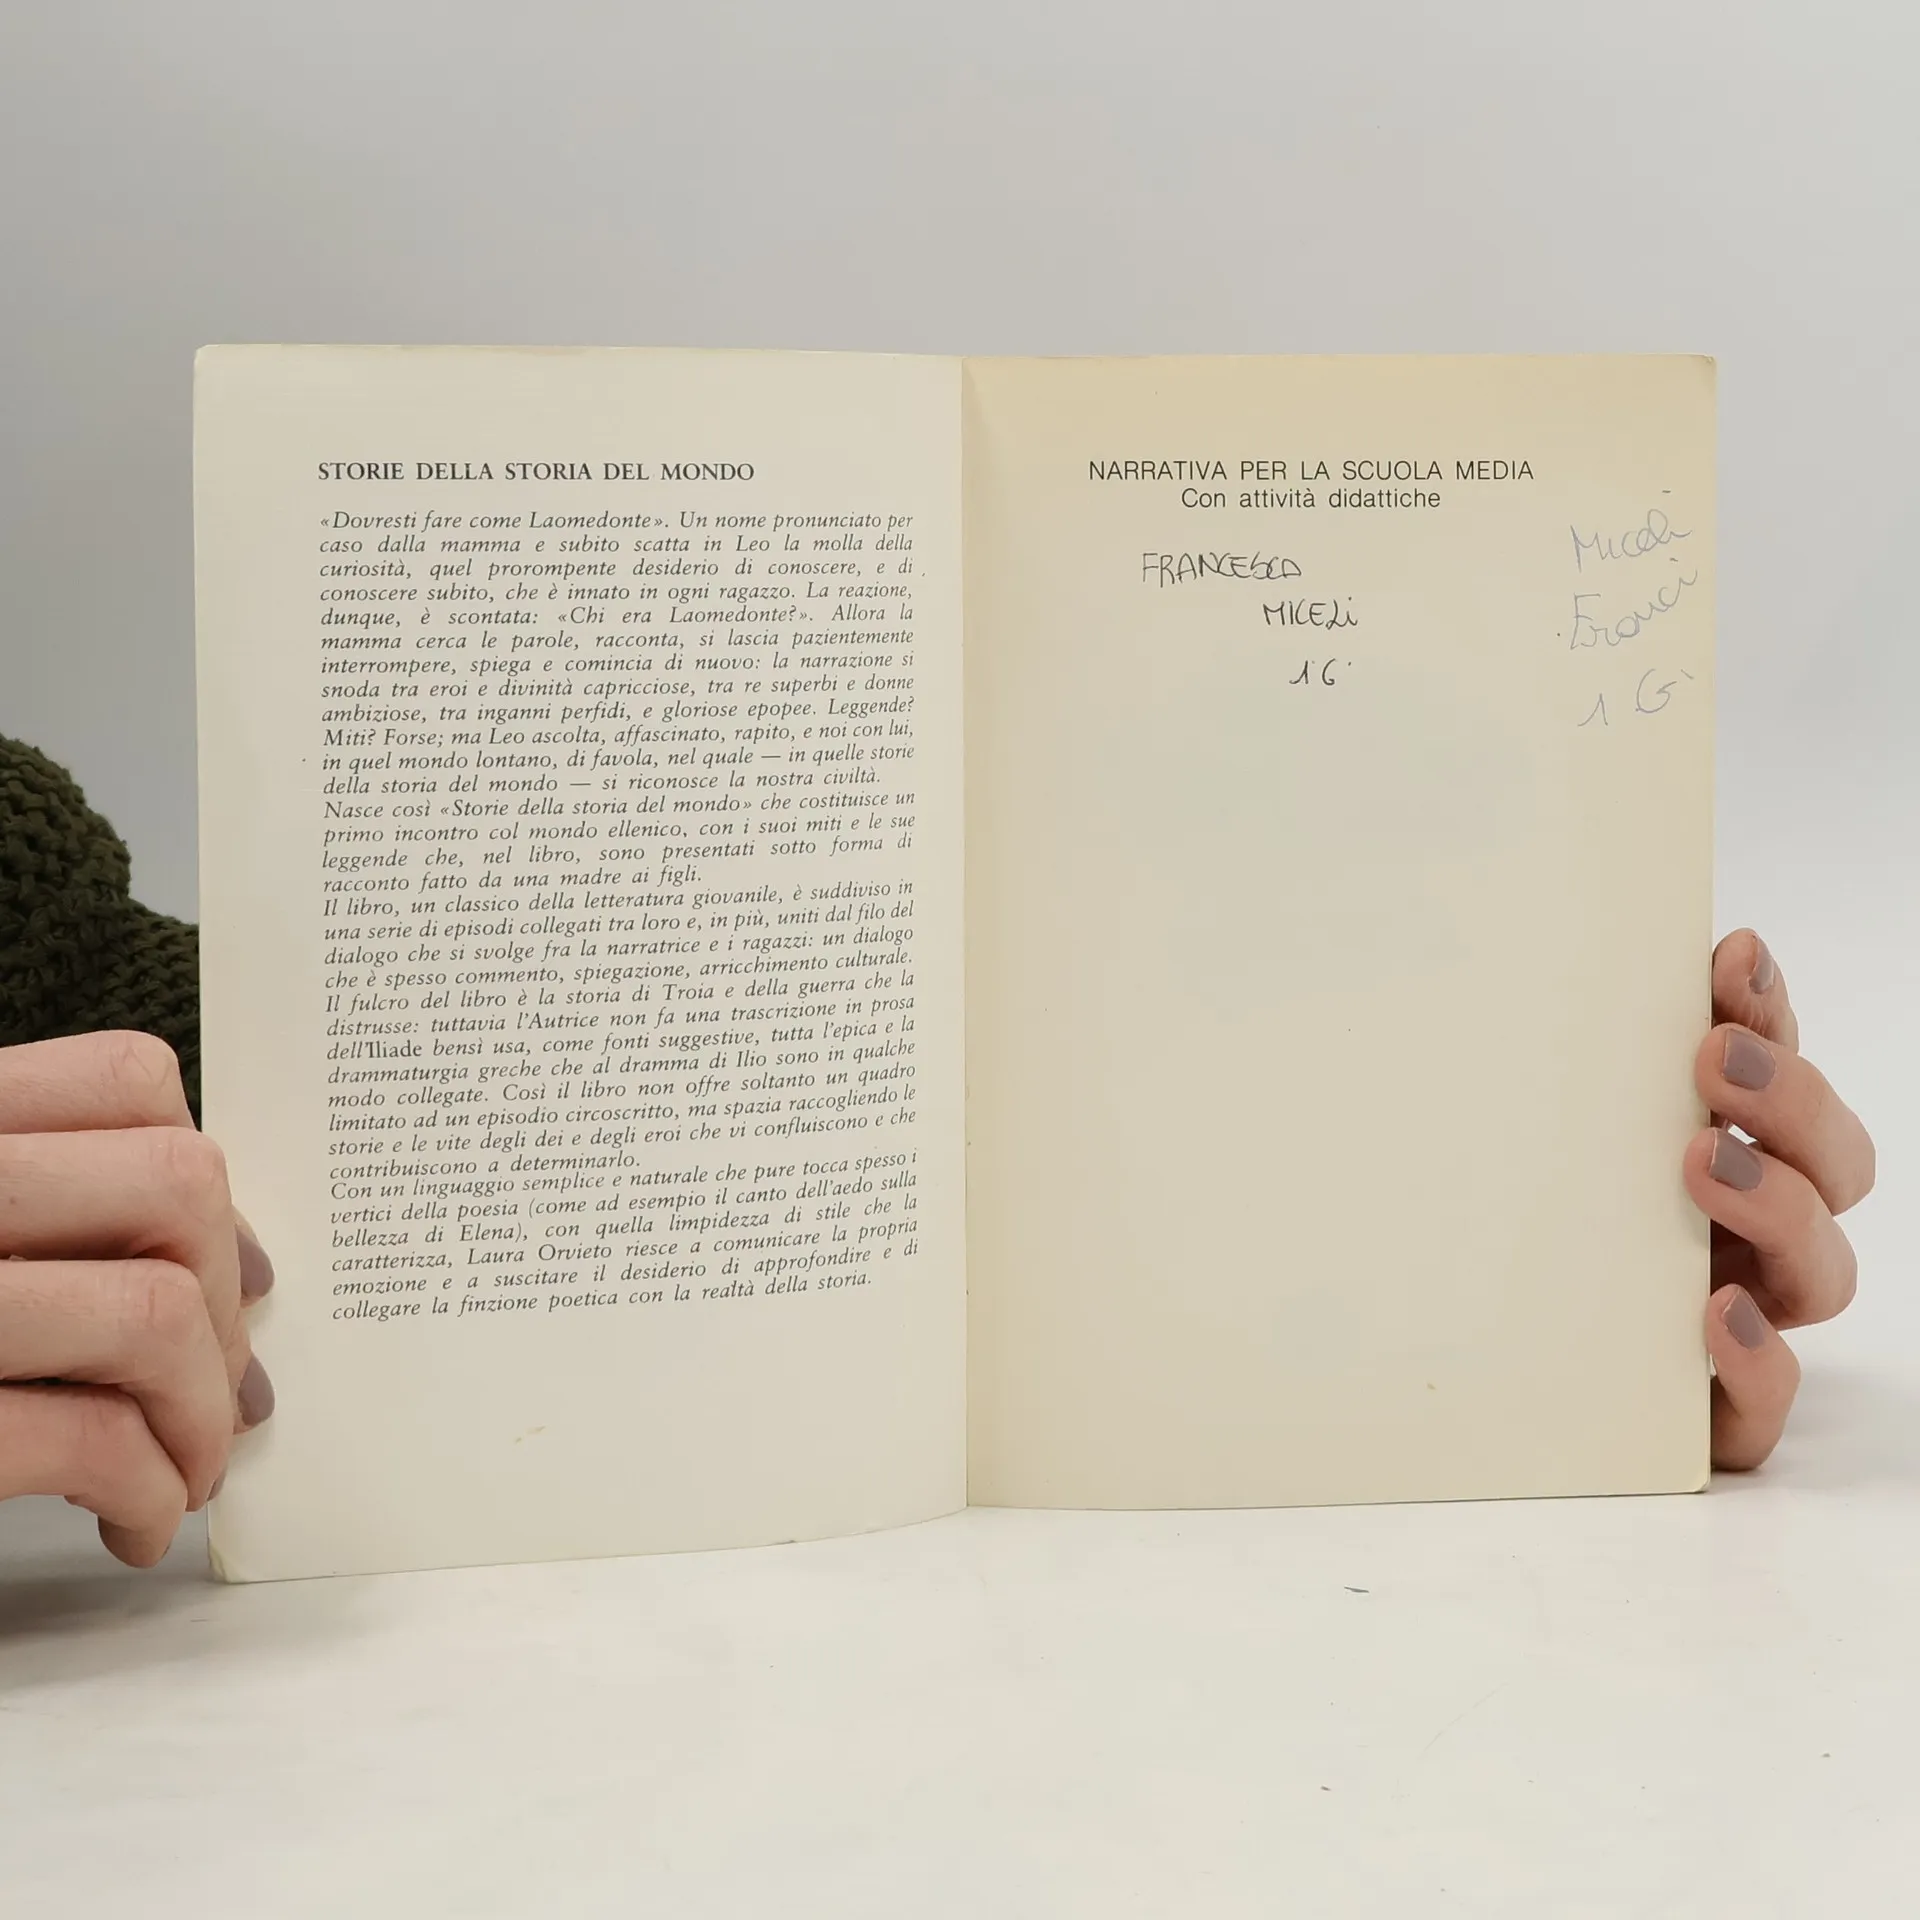 STORIE DELLA STORIA DEL MONDO
«Dovresti fare come Laomedonte». Un nome pronunciato per
caso dalla mamma e subito scatta in Leo la molla della
curiosità, quel prorompente desiderio di conoscere, e di
conoscere subito, che è innato in ogni ragazzo. La reazione,
dunque, è scontata: «Chi era Laomedonte?». Allora la
mamma cerca le parole, racconta, si lascia pazientemente
interrompere, spiega e comincia di nuovo: la narrazione si
snoda tra eroi e divinità capricciose, tra re superbi e donne
ambiziose, tra inganni perfidi, e gloriose epopee. Leggende?
Miti? Forse; ma Leo ascolta, affascinato, rapito, e noi con lui,
in quel mondo lontano, di favola, nel quale — in quelle storie
della storia del mondo — si riconosce la nostra civiltà.
Nasce così «Storie della storia del mondo» che costituisce un
primo incontro col mondo ellenico, con i suoi miti e le sue
leggende che, nel libro, sono presentati sotto forma di
racconto fatto da una madre ai figli.
Il libro, un classico della letteratura giovanile, è suddiviso in
una serie di episodi collegati tra loro e, in più, uniti dal filo del
dialogo che si svolge fra la narratrice e i ragazzi: un dialogo
che è spesso commento, spiegazione, arricchimento culturale.
Il fulcro del libro è la storia di Troia e della guerra che la
distrusse: tuttavia l'Autrice non fa una trascrizione in prosa
dell'Iliade bensì usa, come fonti suggestive, tutta l'epica e la
drammaturgia greche che al dramma di Ilio sono in qualche
modo collegate. Così il libro non offre soltanto un quadro
limitato ad un episodio circoscritto, ma spazia raccogliendo le
storie e le vite degli dei e degli eroi che vi confluiscono e che
contribuiscono a determinarlo.
Con un linguaggio semplice e naturale che pure tocca spesso i
vertici della poesia (come ad esempio il canto dell'aedo sulla
bellezza di Elena), con quella limpidezza di stile che la
caratterizza, Laura Orvieto riesce a comunicare la propria
emozione e a suscitare il desiderio di approfondire e di
collegare la finzione poetica con la realtà della storia.
NARRATIVA PER LA SCUOLA MEDIA
Con attività didattiche
FRANCESCO
MICELi
1 G
Miceli
Franci
1 G